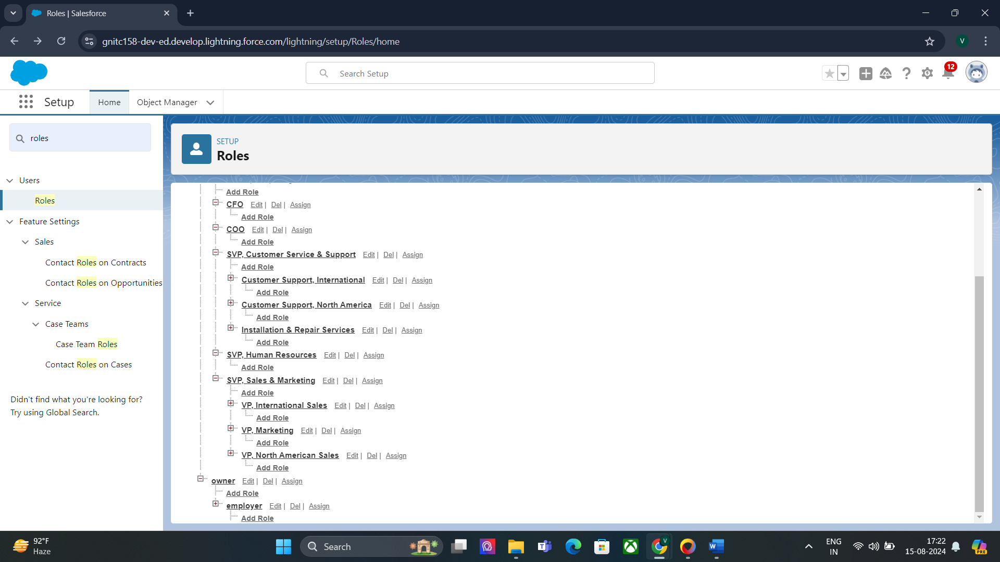 Roles | Salesforce
gnitc158-dev-ed.develop.lightning.force.com/lightning/setup/Roles/home
V
Search Setup
12
Setup
Home
Object Manager
roles
SETUP
Roles
Users
Roles
Feature Settings
Sales
Contact Roles on Contracts
Contact Roles on Opportunities
Service
Case Teams
Case Team Roles
Contact Roles on Cases
Didn't find what you're looking for?
Try using Global Search.
Add Role
CFO Edit | Del | Assign
Add Role
COO Edit | Del | Assign
Add Role
SVP, Customer Service & Support Edit | Del | Assign
Add Role
Customer Support, International Edit | Del | Assign
Add Role
Customer Support, North America Edit | Del | Assign
Add Role
Installation & Repair Services Edit | Del | Assign
Add Role
SVP, Human Resources Edit | Del | Assign
Add Role
SVP, Sales & Marketing Edit | Del | Assign
Add Role
VP, International Sales Edit | Del | Assign
Add Role
VP, Marketing Edit | Del | Assign
Add Role
VP, North American Sales Edit | Del | Assign
Add Role
owner Edit | Del | Assign
Add Role
employer Edit | Del | Assign
Add Role
92°F
Haze
Search
V
W
ENG
IN
17:22
15-08-2024
PRE